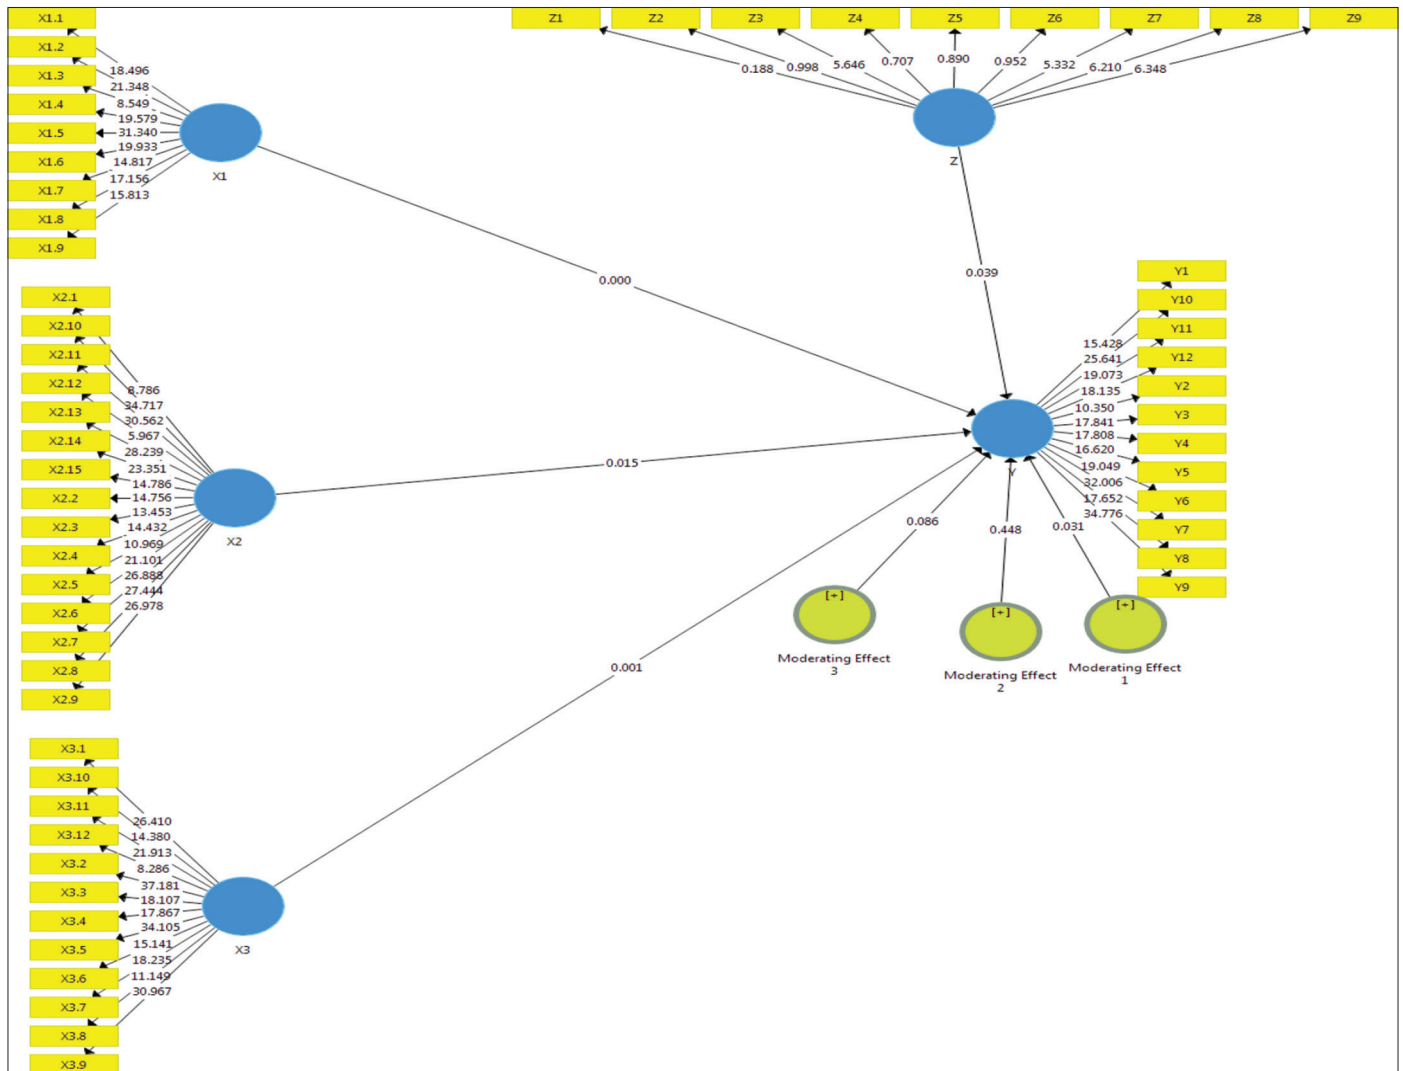 X1.1
X1.2
X1.3
X1.4
X1.5
X1.6
X1.7
X1.8
X1.9
18.496
21.348
8.549
19.579
31.340
19.933
14.817
17.156
15.813
X1
Z1 Z2 Z3 Z4 Z5 Z6 Z7 Z8 Z9
0.188 0.998 5.646 0.707 0.890 0.952 5.332 6.210 6.348
Z
0.000
0.039
X2.1
X2.10
X2.11
X2.12
X2.13
X2.14
X2.15
X2.2
X2.3
X2.4
X2.5
X2.6
X2.7
X2.8
X2.9
8.786
34.717
30.562
5.967
28.239
23.351
14.786
14.756
13.453
14.432
10.969
21.101
26.888
27.444
26.978
X2
0.015
Y1
Y10
Y11
Y12
Y2
Y3
Y4
Y5
Y6
Y7
Y8
Y9
15.428
25.641
19.073
18.135
10.350
17.841
17.808
16.620
19.049
32.006
17.652
34.776
Y
0.086
0.448
0.031
[+]
Moderating Effect
3
[+]
Moderating Effect
2
[+]
Moderating Effect
1
0.001
X3.1
X3.10
X3.11
X3.12
X3.2
X3.3
X3.4
X3.5
X3.6
X3.7
X3.8
X3.9
26.410
14.380
21.913
8.286
37.181
18.107
17.867
34.105
15.141
18.235
11.149
30.967
X3